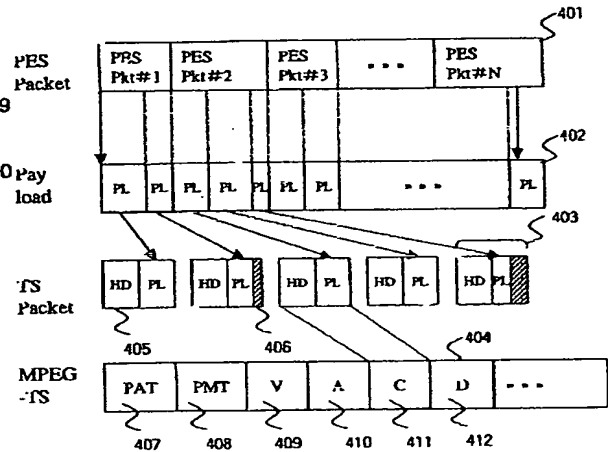 401
PES Packet
PES Pkt#1
PES Pkt#2
PES Pkt#3
PES Pkt#N
9
402
0
Pay load
PL PL PL PL PL PL PL PL
403
TS Packet
HD PL HD PL HD PL HD PL HD PL
405 406
404
MPEG -TS
PAT PMT V A C D
407 408 409 410 411 412